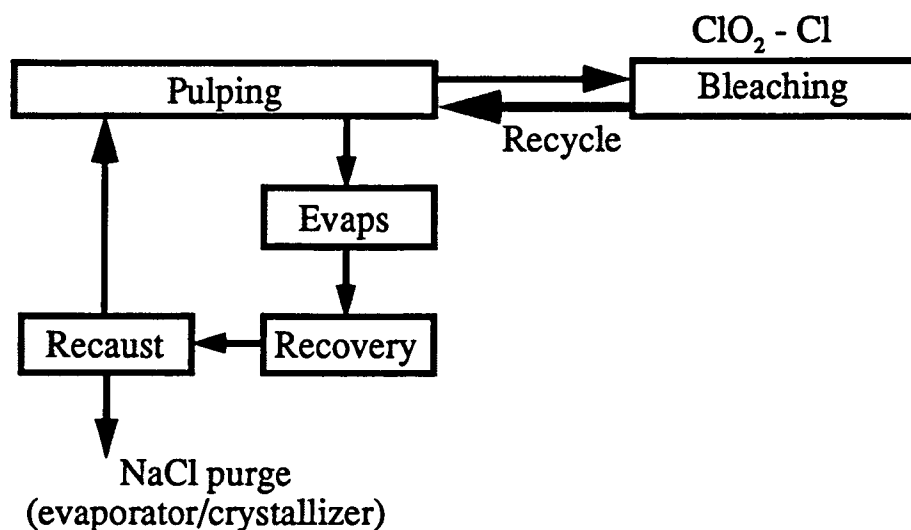 ClO₂ - Cl
Pulping
Bleaching
Recycle
Evaps
Recaust
Recovery
NaCl purge
(evaporator/crystallizer)